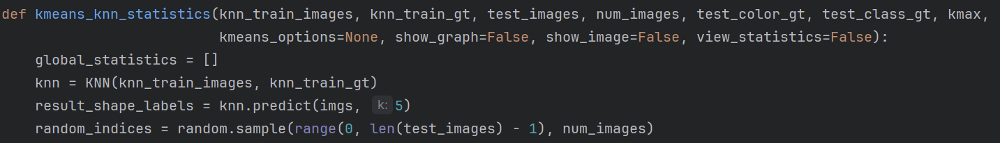 def kmeans_knn_statistics(knn_train_images, knn_train_gt, test_images, num_images, test_color_gt, test_class_gt, kmax,
                          kmeans_options=None, show_graph=False, show_image=False, view_statistics=False):
    global_statistics = []
    knn = KNN(knn_train_images, knn_train_gt)
    result_shape_labels = knn.predict(imgs, k: 5)
    random_indices = random.sample(range(0, len(test_images) - 1), num_images)